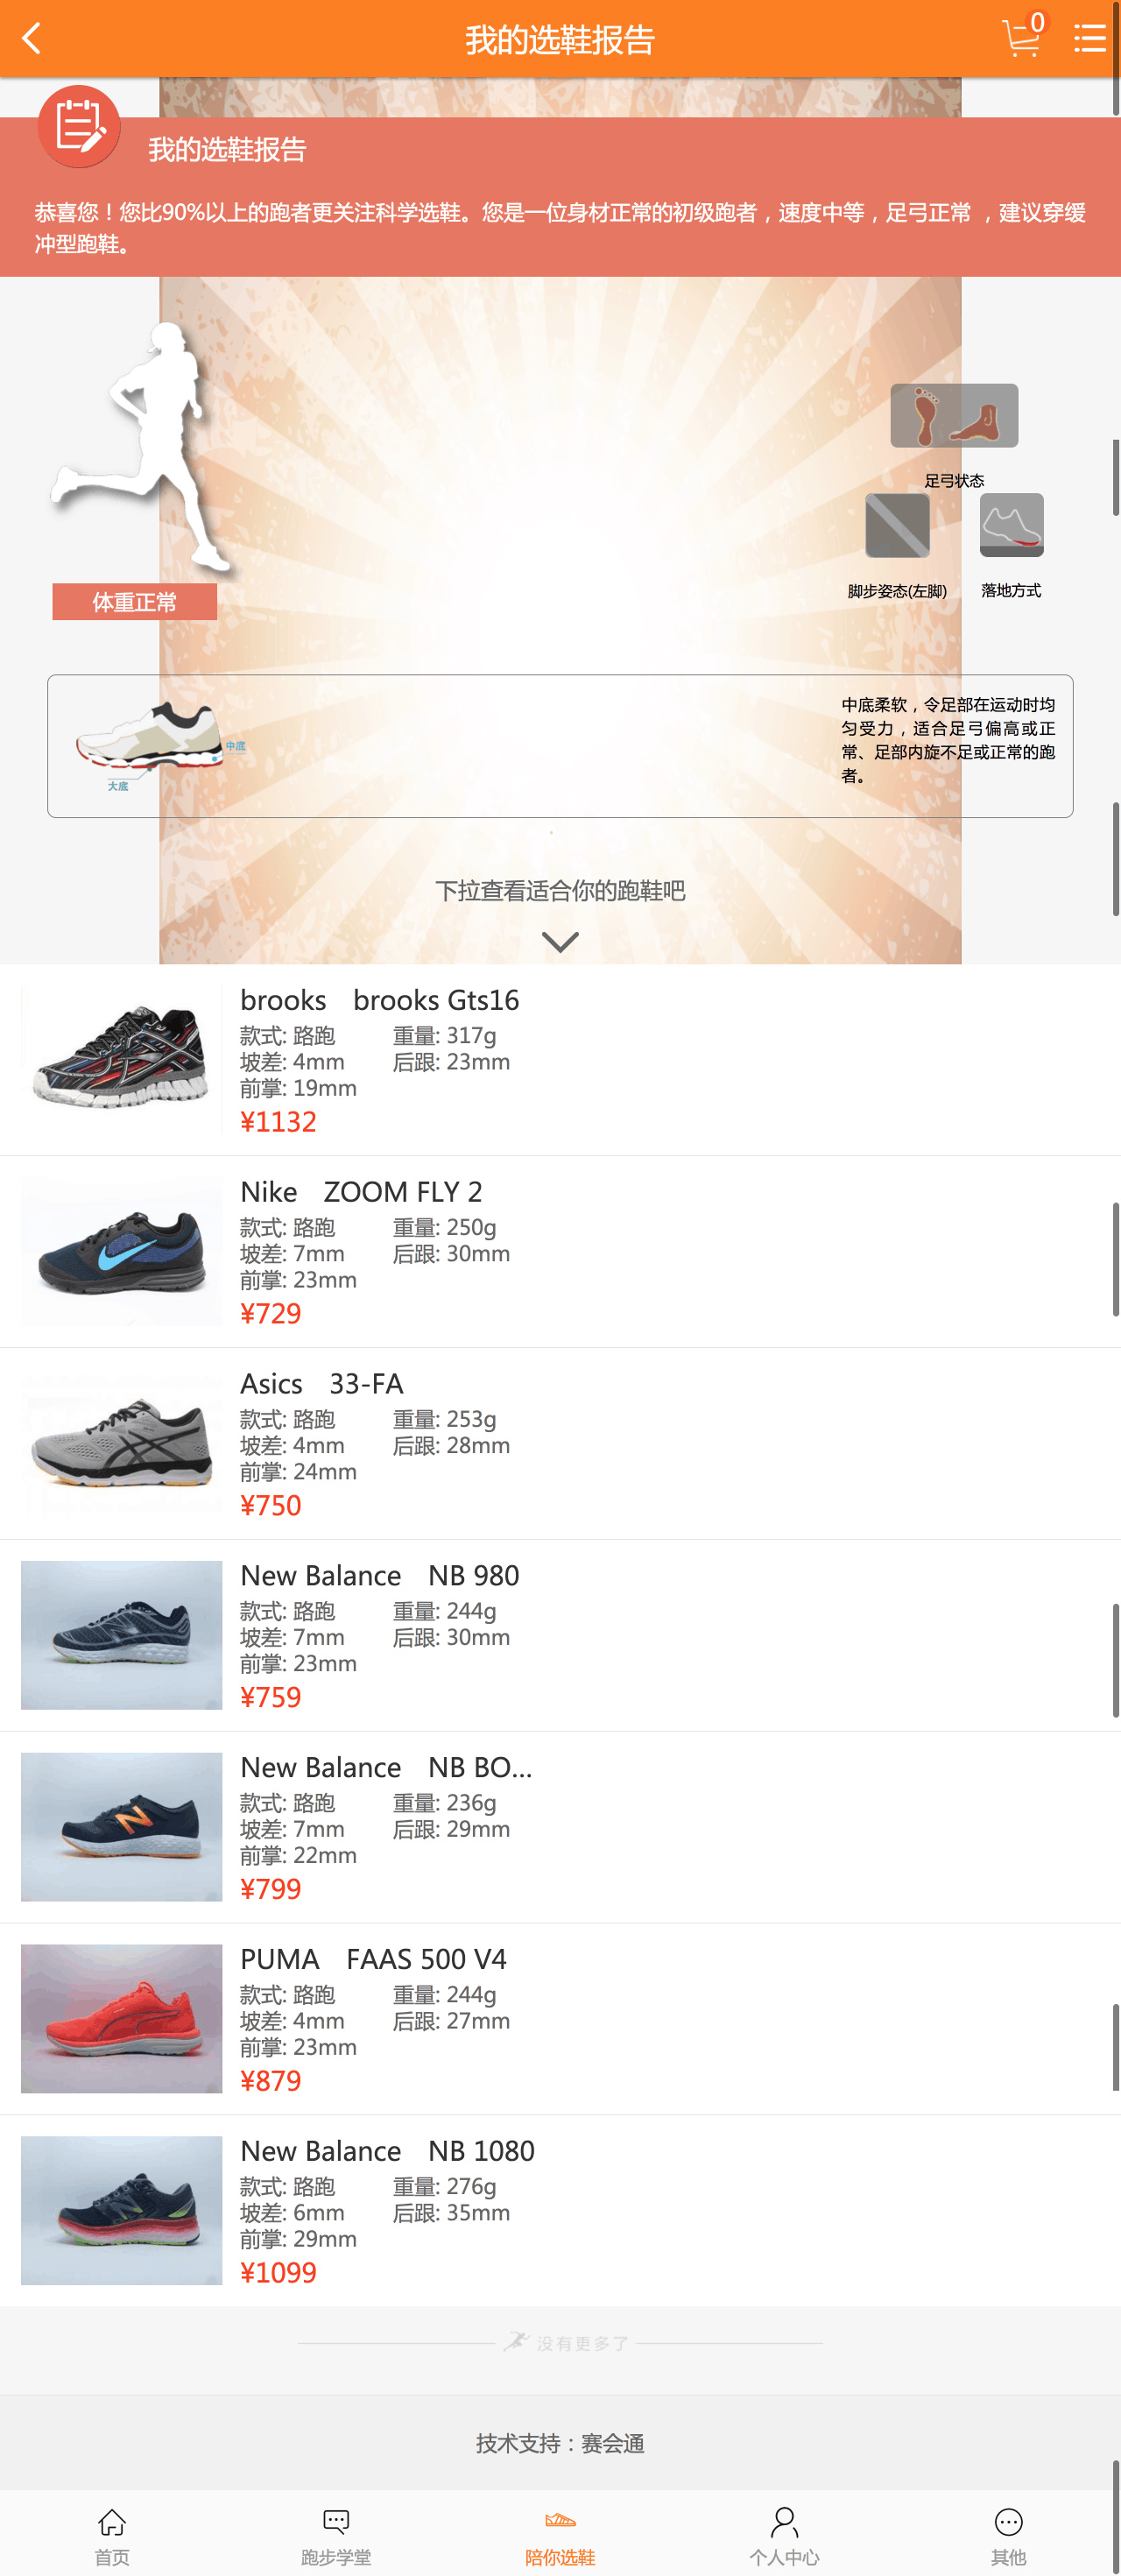 我的选鞋报告
0
我的选鞋报告
恭喜您！您比90%以上的跑者更关注科学选鞋。您是一位身材正常的初级跑者，速度中等，足弓正常 ，建议穿缓
冲型跑鞋。
足弓状态
脚步姿态(左脚) 落地方式
体重正常
中底
大底
中底柔软，令足部在运动时均
匀受力，适合足弓偏高或正
常、足部内旋不足或正常的跑
者。
下拉查看适合你的跑鞋吧
brooks brooks Gts16
款式: 路跑 重量: 317g
坡差: 4mm 后跟: 23mm
前掌: 19mm
¥1132
Nike ZOOM FLY 2
款式: 路跑 重量: 250g
坡差: 7mm 后跟: 30mm
前掌: 23mm
¥729
Asics 33-FA
款式: 路跑 重量: 253g
坡差: 4mm 后跟: 28mm
前掌: 24mm
¥750
New Balance NB 980
款式: 路跑 重量: 244g
坡差: 7mm 后跟: 30mm
前掌: 23mm
¥759
New Balance NB BO...
款式: 路跑 重量: 236g
坡差: 7mm 后跟: 29mm
前掌: 22mm
¥799
PUMA FAAS 500 V4
款式: 路跑 重量: 244g
坡差: 4mm 后跟: 27mm
前掌: 23mm
¥879
New Balance NB 1080
款式: 路跑 重量: 276g
坡差: 6mm 后跟: 35mm
前掌: 29mm
¥1099
没有更多了
技术支持：赛会通
首页 跑步学堂 陪你选鞋 个人中心 其他